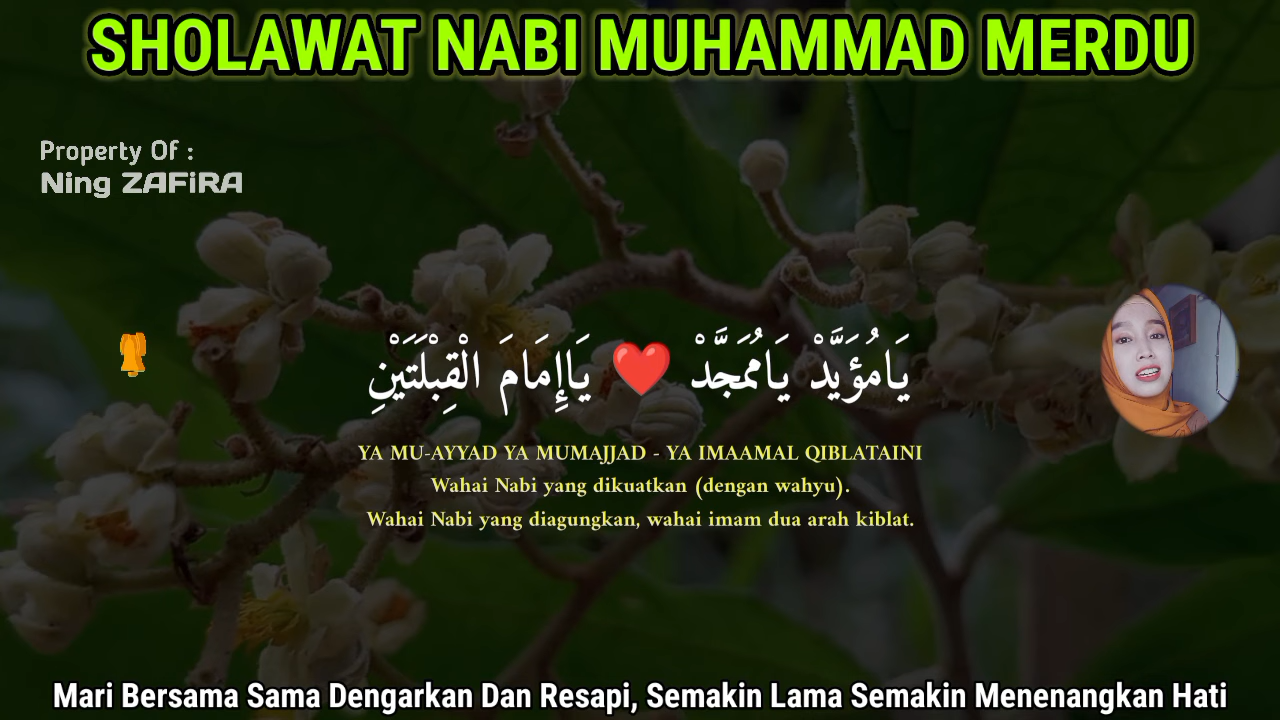 SHOLAWAT NABI MUHAMMAD MERDU
Property Of :
Ning ZAFiRA
يَامُؤَيَّدْ يَامُمَجَّدْ ❤️ يَاإِمَامَ الْقِبْلَتَيْنِ
YA MU-AYYAD YA MUMAJJAD - YA IMAAMAL QIBLATAINI
Wahai Nabi yang dikuatkan (dengan wahyu).
Wahai Nabi yang diagungkan, wahai imam dua arah kiblat.
Mari Bersama Sama Dengarkan Dan Resapi, Semakin Lama Semakin Menenangkan Hati